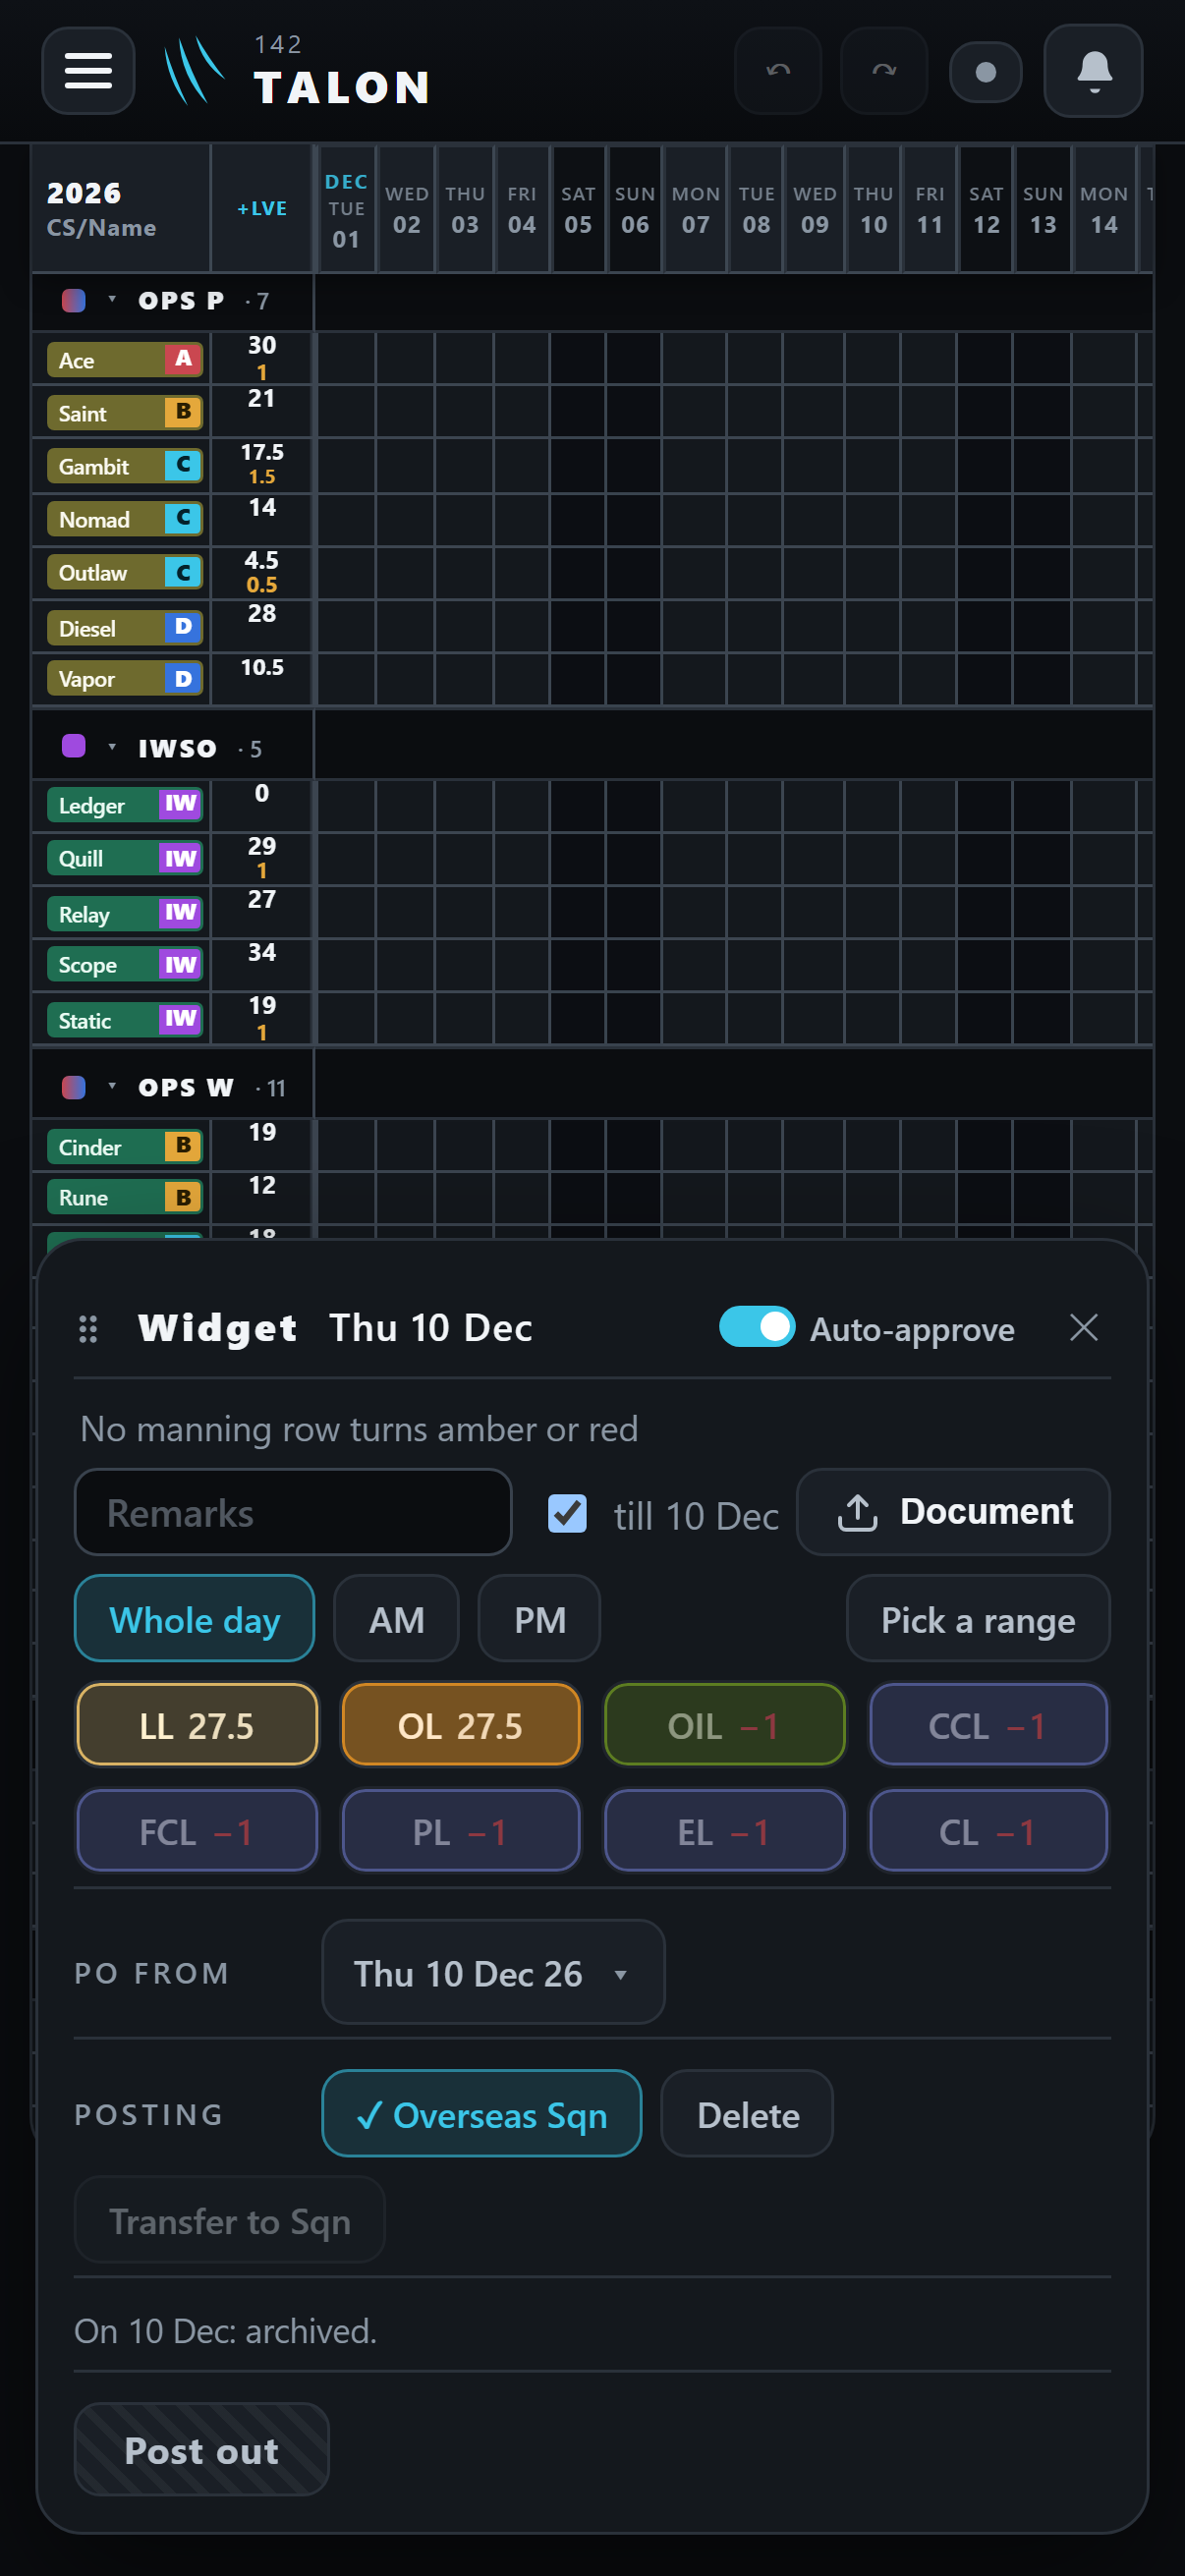 142
TALON
2026
CS/Name
+LVE
DEC
TUE
01
WED
02
THU
03
FRI
04
SAT
05
SUN
06
MON
07
TUE
08
WED
09
THU
10
FRI
11
SAT
12
SUN
13
MON
14
OPS P · 7
Ace A 30
1
Saint B 21
Gambit C 17.5
1.5
Nomad C 14
Outlaw C 4.5
0.5
Diesel D 28
Vapor D 10.5
IWSO · 5
Ledger IW 0
Quill IW 29
1
Relay IW 27
Scope IW 34
Static IW 19
1
OPS W · 11
Cinder B 19
Rune B 12
18
Widget Thu 10 Dec Auto-approve
No manning row turns amber or red
Remarks till 10 Dec Document
Whole day AM PM Pick a range
LL 27.5 OL 27.5 OIL −1 CCL −1
FCL −1 PL −1 EL −1 CL −1
PO FROM Thu 10 Dec 26
POSTING ✓ Overseas Sqn Delete
Transfer to Sqn
On 10 Dec: archived.
Post out